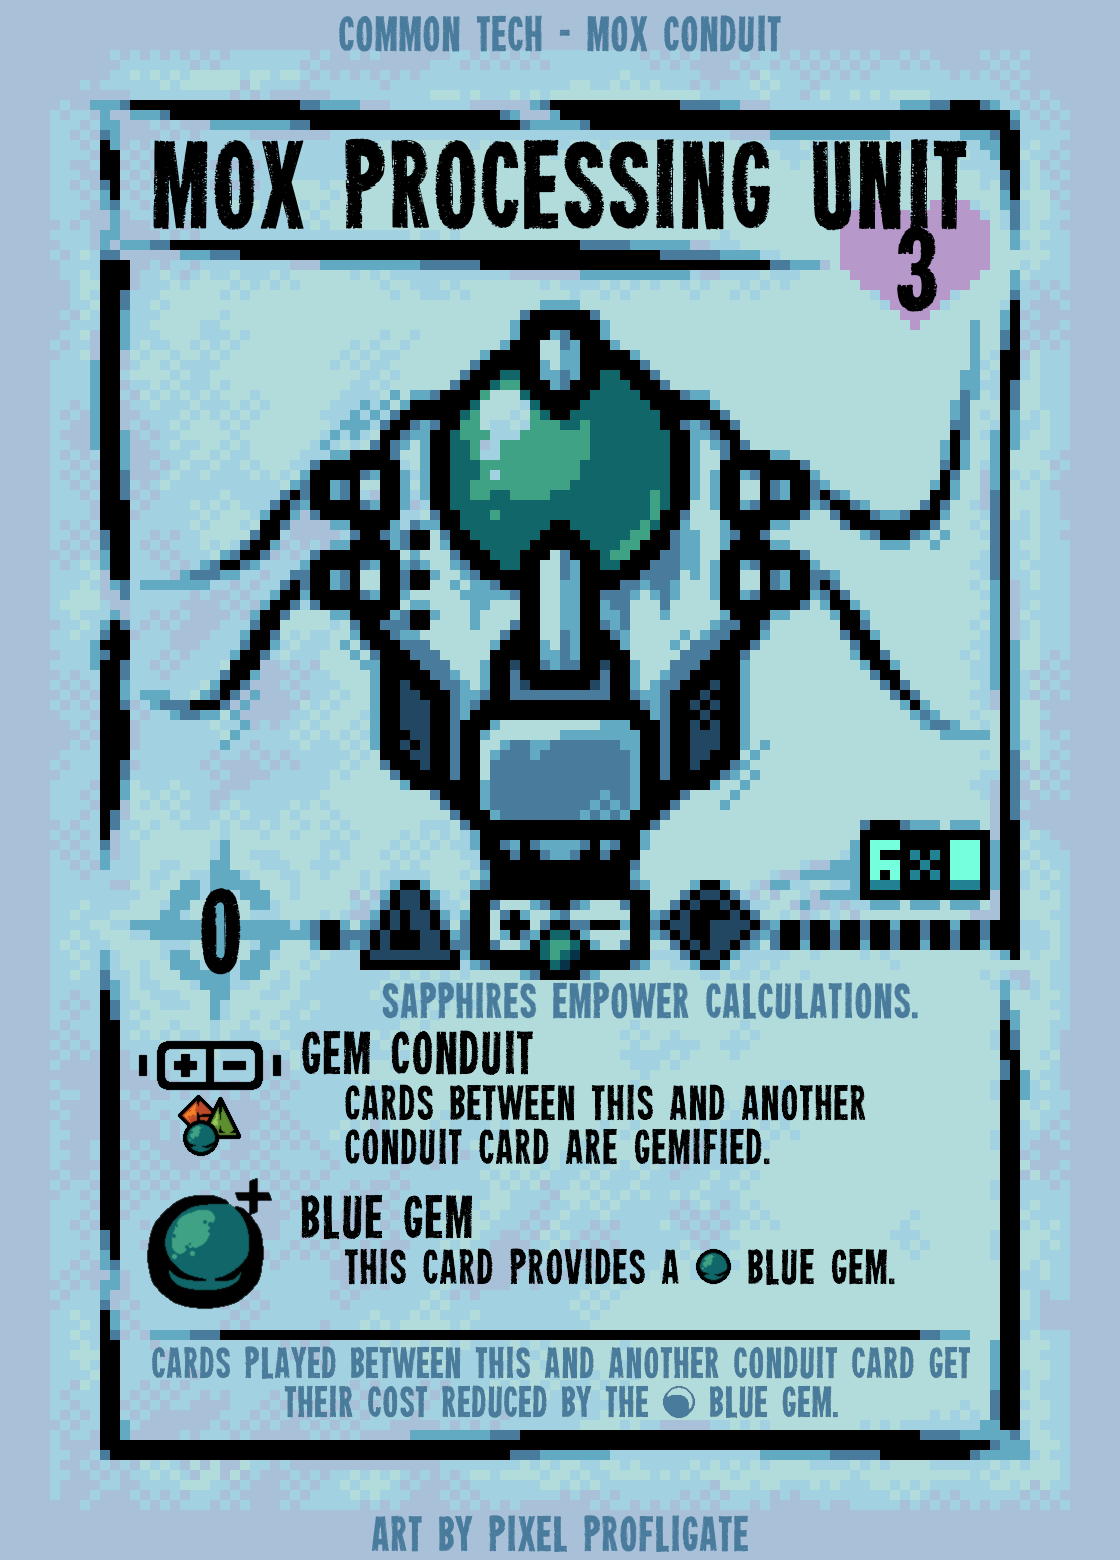 COMMON TECH - MOX CONDUIT
MOX PROCESSING UNIT
3
6X
0
SAPPHIRES EMPOWER CALCULATIONS.
GEM CONDUIT
CARDS BETWEEN THIS AND ANOTHER
CONDUIT CARD ARE GEMIFIED.
BLUE GEM
THIS CARD PROVIDES A BLUE GEM.
CARDS PLAYED BETWEEN THIS AND ANOTHER CONDUIT CARD GET
THEIR COST REDUCED BY THE BLUE GEM.
ART BY PIXEL PROFLIGATE